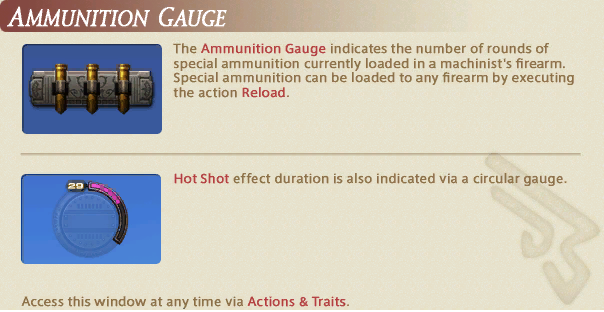 AMMUNITION GAUGE
The Ammunition Gauge indicates the number of rounds of
special ammunition currently loaded in a machinist's firearm.
Special ammunition can be loaded to any firearm by executing
the action Reload.
29
Hot Shot effect duration is also indicated via a circular gauge.
Access this window at any time via Actions & Traits.